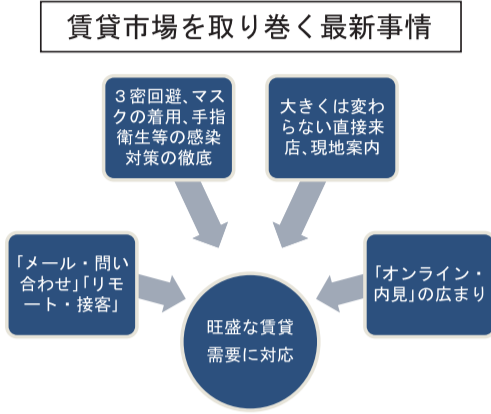 賃貸市場を取り巻く最新事情
３密回避、マス
クの着用、手指
衛生等の感染
対策の徹底
大きくは変わ
らない直接来
店、現地案内
「メール・問い
合わせ」「リモ
ート・接客」
「オンライン・
内見」の広まり
旺盛な賃貸
需要に対応